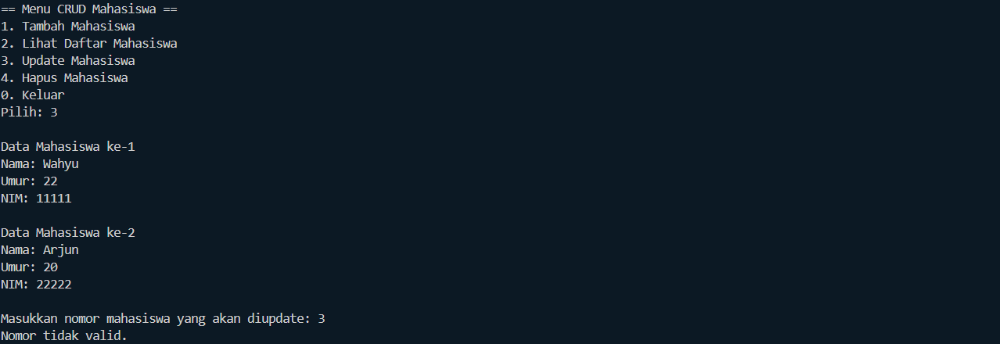 == Menu CRUD Mahasiswa ==
1. Tambah Mahasiswa
2. Lihat Daftar Mahasiswa
3. Update Mahasiswa
4. Hapus Mahasiswa
0. Keluar
Pilih: 3
Data Mahasiswa ke-1
Nama: Wahyu
Umur: 22
NIM: 11111
Data Mahasiswa ke-2
Nama: Arjun
Umur: 20
NIM: 22222
Masukkan nomor mahasiswa yang akan diupdate: 3
Nomor tidak valid.